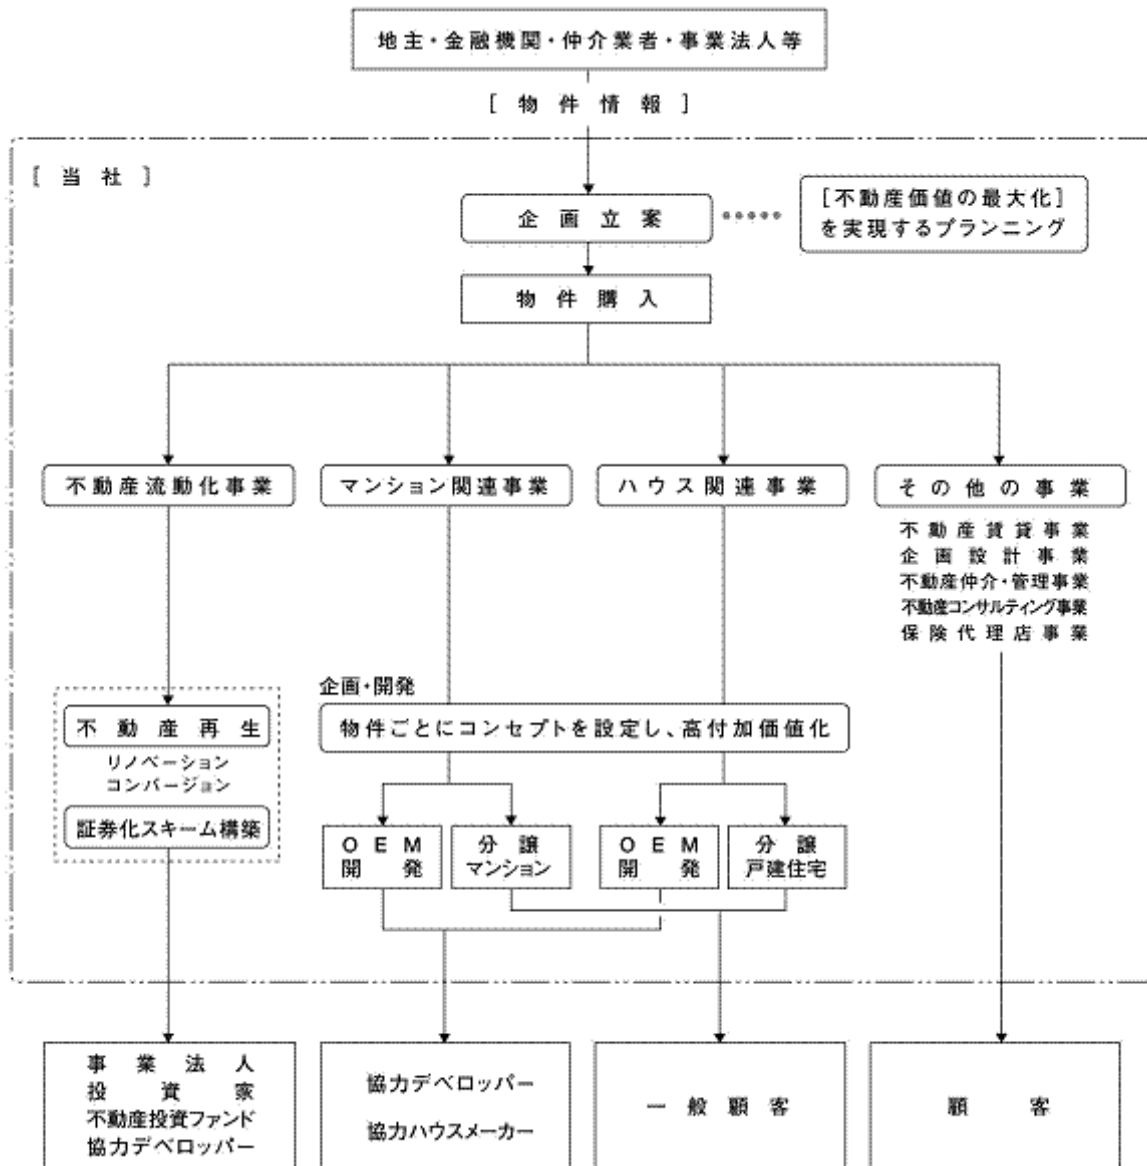 地主・金融機関・仲介業者・事業法人等
[物件情報]
[当社]
企画立案
[不動産価値の最大化]
を実現するプランニング
物件購入
不動産流動化事業
マンション関連事業
ハウス関連事業
その他の事業
不動産賃貸事業
企画設計事業
不動産仲介・管理事業
不動産コンサルティング事業
保険代理店事業
企画・開発
物件ごとにコンセプトを設定し、高付加価値化
不動産再生
リノベーション
コンバージョン
証券化スキーム構築
OEM
開発
分譲
マンション
OEM
開発
分譲
戸建住宅
事業法人
投資家
不動産投資ファンド
協力デベロッパー
協力デベロッパー
協力ハウスメーカー
一般顧客
顧客